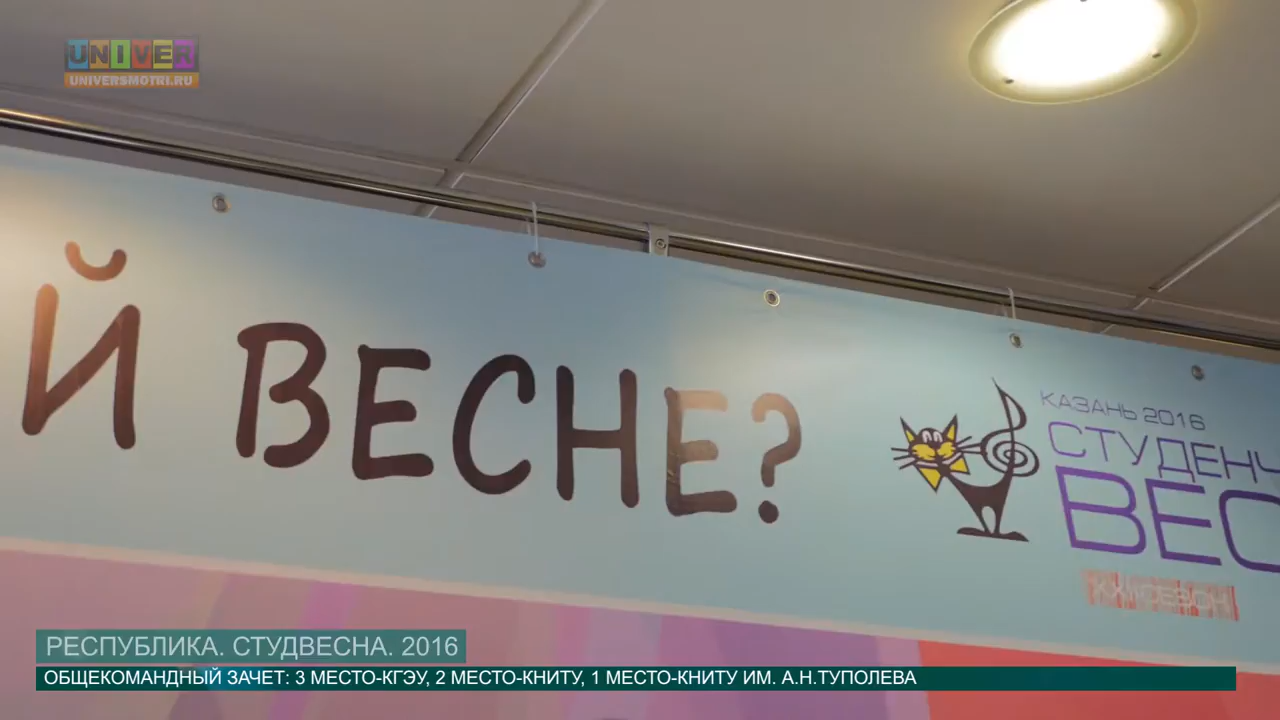 UNIVER
UNIVERSMOTRI.RU
Й ВЕСНЕ?
КАЗАНЬ 2016
СТУДЕНЧ
ВЕС
РЕСПУБЛИКА. СТУДВЕСНА. 2016
ОБЩЕКОМАНДНЫЙ ЗАЧЕТ: 3 МЕСТО-КГЭУ, 2 МЕСТО-КНИТУ, 1 МЕСТО-КНИТУ ИМ. А.Н.ТУПОЛЕВА